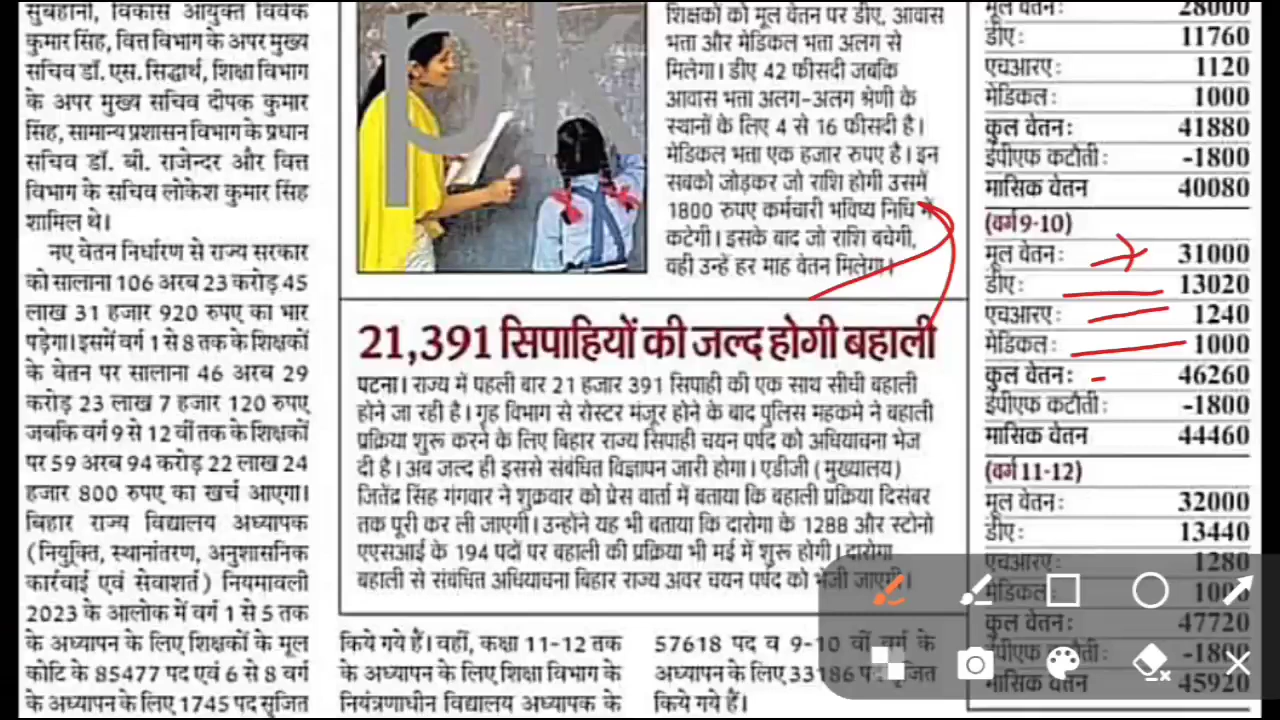 सुबहानी, विकास आयुक्त विवेक
कुमार सिंह, वित्त विभाग के अपर मुख्य
सचिव डॉ. एस. सिद्धार्थ, शिक्षा विभाग
के अपर मुख्य सचिव दीपक कुमार
सिंह, सामान्य प्रशासन विभाग के प्रधान
सचिव डॉ. बी. राजेन्दर और वित्त
विभाग के सचिव लोकेश कुमार सिंह
शामिल थे।
नए वेतन निर्धारण से राज्य सरकार
को सालाना 106 अरब 23 करोड़ 45
लाख 31 हजार 920 रुपए का भार
पड़ेगा। इसमें वर्ग 1 से 8 तक के शिक्षकों
के वेतन पर सालाना 46 अरब 29
करोड़ 23 लाख 7 हजार 120 रुपए
जबकि वर्ग 9 से 12 वीं तक के शिक्षकों
पर 59 अरब 94 करोड़ 22 लाख 24
हजार 800 रुपए का खर्च आएगा।
बिहार राज्य विद्यालय अध्यापक
(नियुक्ति, स्थानांतरण, अनुशासनिक
कार्रवाई एवं सेवाशर्त) नियमावली
2023 के आलोक में वर्ग 1 से 5 तक
के अध्यापन के लिए शिक्षकों के मूल
कोटि के 85477 पद एवं 6 से 8 वर्ग
के अध्यापन के लिए 1745 पद सृजित
pk
शिक्षकों को मूल वेतन पर डीए, आवास
भत्ता और मेडिकल भत्ता अलग से
मिलेगा। डीए 42 फीसदी जबकि
आवास भत्ता अलग-अलग श्रेणी के
स्थानों के लिए 4 से 16 फीसदी है।
मेडिकल भत्ता एक हजार रुपए है। इन
सबको जोड़कर जो राशि होगी उसमें
1800 रुपए कर्मचारी भविष्य निधि में
कटेगी। इसके बाद जो राशि बचेगी,
वही उन्हें हर माह वेतन मिलेगा।
21,391 सिपाहियों की जल्द होगी बहाली
पटना। राज्य में पहली बार 21 हजार 391 सिपाही की एक साथ सीधी बहाली
होने जा रही है। गृह विभाग से रोस्टर मंजूर होने के बाद पुलिस महकमे ने बहाली
प्रक्रिया शुरू करने के लिए बिहार राज्य सिपाही चयन पर्षद को अधियाचना भेज
दी है। अब जल्द ही इससे संबंधित विज्ञापन जारी होगा। एडीजी (मुख्यालय)
जितेंद्र सिंह गंगवार ने शुक्रवार को प्रेस वार्ता में बताया कि बहाली प्रक्रिया दिसंबर
तक पूरी कर ली जाएगी। उन्होंने यह भी बताया कि दारोगा के 1288 और स्टेनो
एएसआई के 194 पदों पर बहाली की प्रक्रिया भी मई में शुरू होगी। दारोगा
बहाली से संबंधित अधियाचना बिहार राज्य अवर चयन पर्षद को भेजी जाएगी।
किये गये हैं। वहीं, कक्षा 11-12 तक
के अध्यापन के लिए शिक्षा विभाग के
नियंत्रणाधीन विद्यालय अध्यापक के
57618 पद व 9-10 वीं वर्ग के
अध्यापन के लिए 33186 पद सृजित
किये गये हैं।
मूल वेतन: 28000
डीए: 11760
एचआरए: 1120
मेडिकल: 1000
कुल वेतन: 41880
ईपीएफ कटौती: -1800
मासिक वेतन 40080
(वर्ग 9-10)
मूल वेतन: 31000
डीए: 13020
एचआरए: 1240
मेडिकल: 1000
कुल वेतन: 46260
ईपीएफ कटौती: -1800
मासिक वेतन 44460
(वर्ग 11-12)
मूल वेतन: 32000
डीए: 13440
एचआरए: 1280
मेडिकल: 1000
कुल वेतन: 47720
ईपीएफ कटौती: -1800
मासिक वेतन 45920